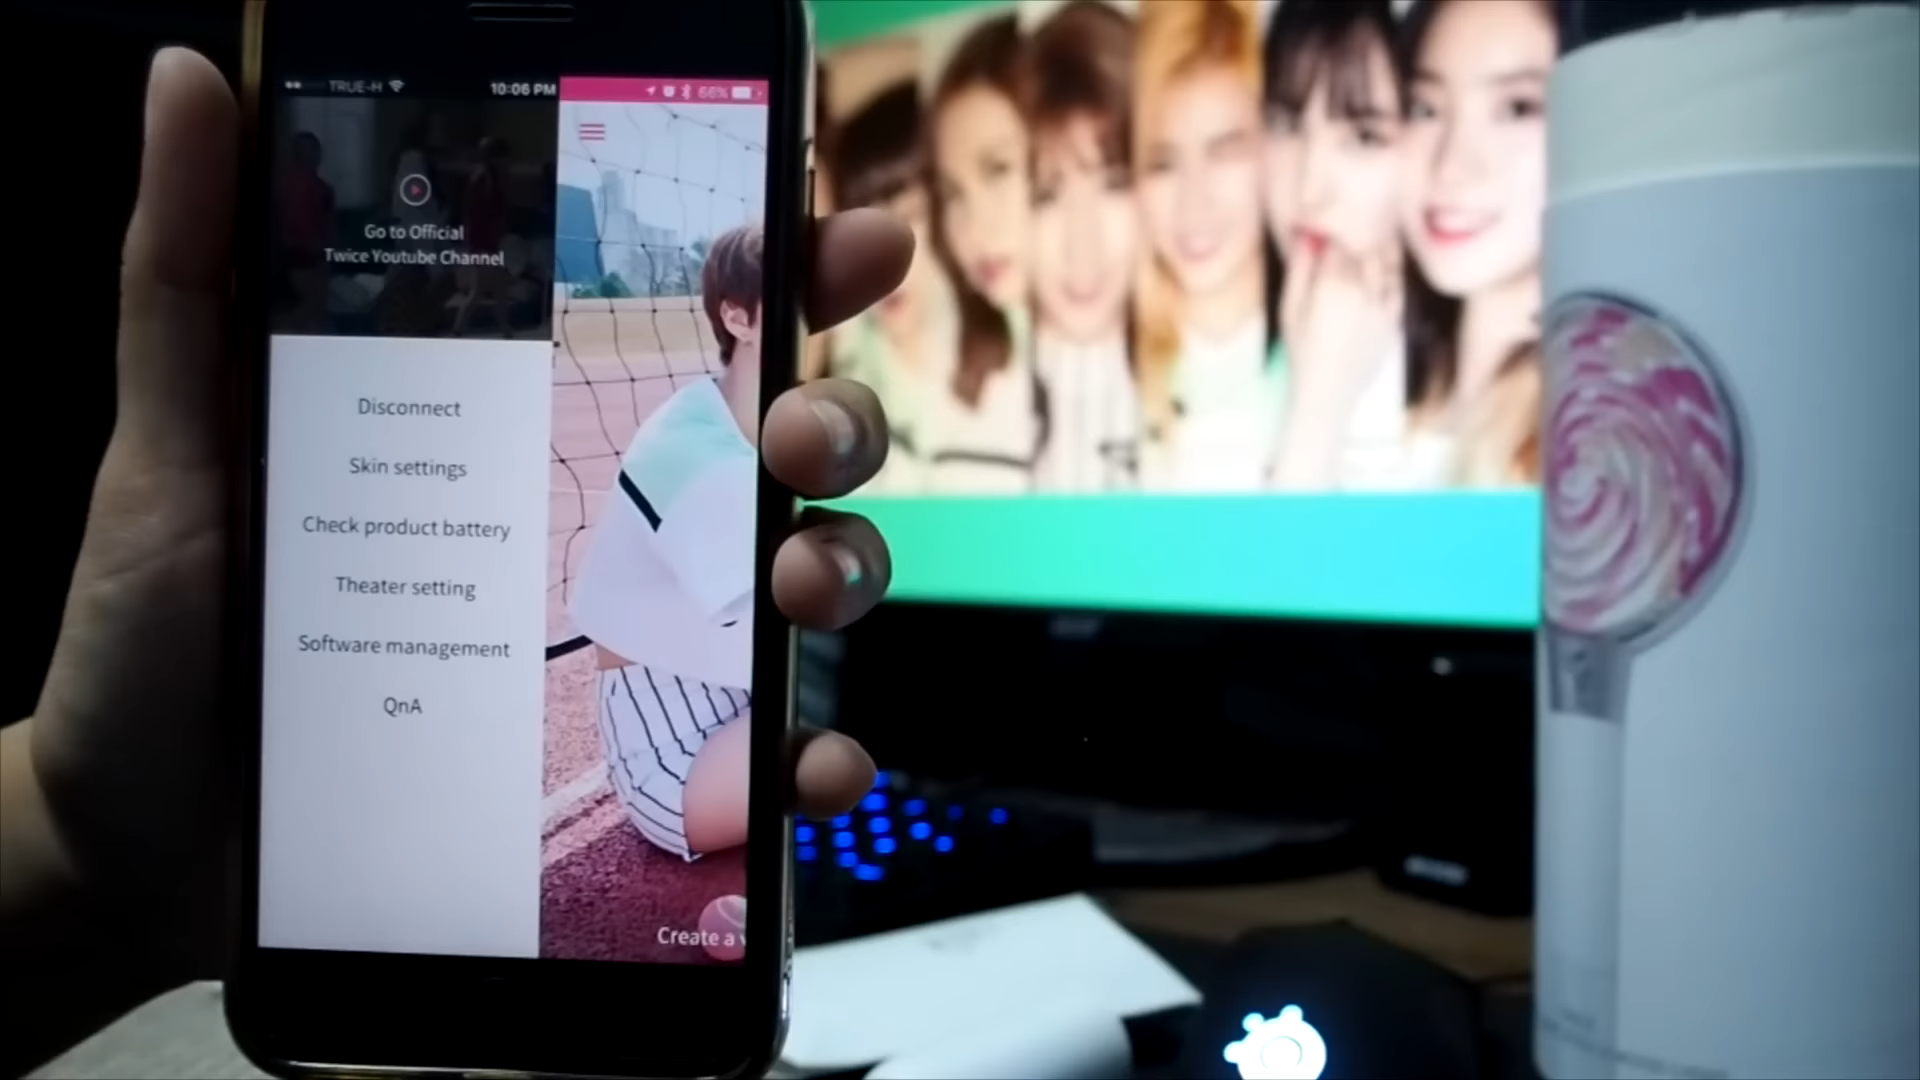 TRUE-H
10:06 PM
66%
Go to Official
Twice Youtube Channel
Disconnect
Skin settings
Check product battery
Theater setting
Software management
QnA
Create a